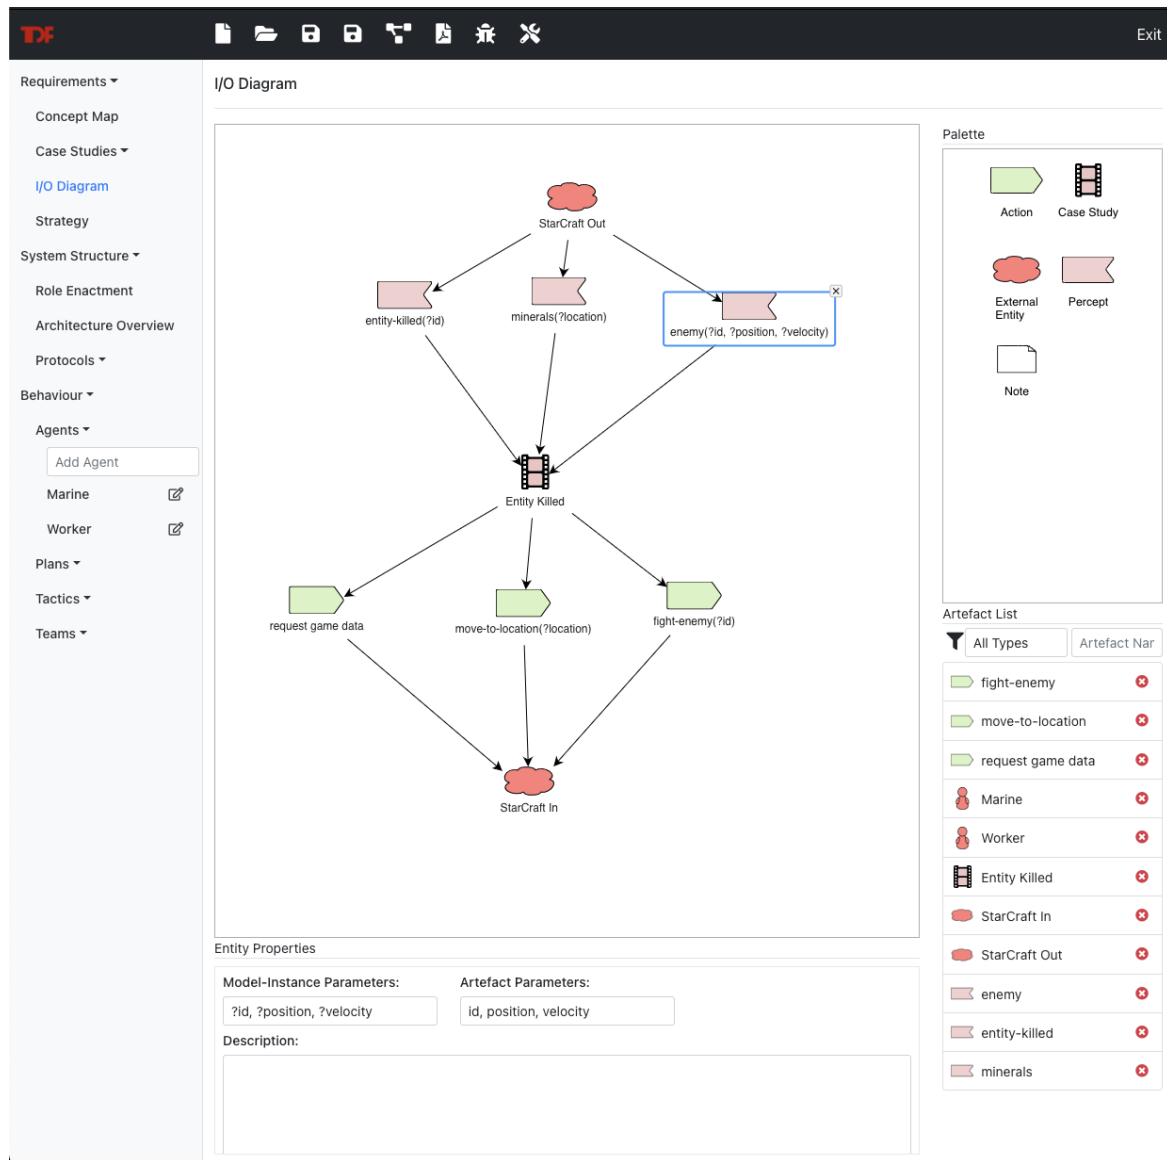 TDF
Exit
Requirements
Concept Map
Case Studies
I/O Diagram
Strategy
System Structure
Role Enactment
Architecture Overview
Protocols
Behaviour
Agents
Add Agent
Marine
Worker
Plans
Tactics
Teams
I/O Diagram
StarCraft Out
entity-killed(?id)
minerals(?location)
enemy(?id, ?position, ?velocity)
Entity Killed
request game data
move-to-location(?location)
fight-enemy(?id)
StarCraft In
Entity Properties
Model-Instance Parameters:
Artefact Parameters:
?id, ?position, ?velocity
id, position, velocity
Description:
Palette
Action
Case Study
External
Entity
Percept
Note
Artefact List
All Types
Artefact Nar
fight-enemy
move-to-location
request game data
Marine
Worker
Entity Killed
StarCraft In
StarCraft Out
enemy
entity-killed
minerals